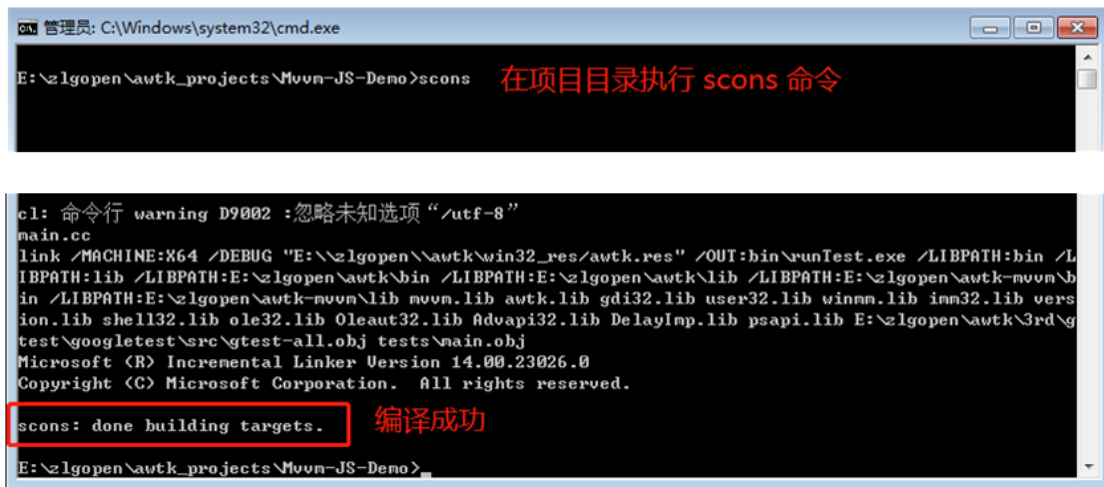 管理员: C:\Windows\system32\cmd.exe
E:\zlgopen\awtk_projects\Mvvm-JS-Demo>scons 在项目目录执行 scons 命令
cl: 命令行 warning D9002 :忽略未知选项“/utf-8”
main.cc
link /MACHINE:X64 /DEBUG "E:\\zlgopen\\awtk\win32_res/awtk.res" /OUT:bin\runTest.exe /LIBPATH:bin /L
IBPATH:lib /LIBPATH:E:\zlgopen\awtk\bin /LIBPATH:E:\zlgopen\awtk\lib /LIBPATH:E:\zlgopen\awtk-mvvm\b
in /LIBPATH:E:\zlgopen\awtk-mvvm\lib mvvm.lib awtk.lib gdi32.lib user32.lib winmm.lib imm32.lib vers
ion.lib shell32.lib ole32.lib Oleaut32.lib Advapi32.lib DelayImp.lib psapi.lib E:\zlgopen\awtk\3rd\g
test\googletest\src\gtest-all.obj tests\main.obj
Microsoft (R) Incremental Linker Version 14.00.23026.0
Copyright (C) Microsoft Corporation.  All rights reserved.
scons: done building targets. 编译成功
E:\zlgopen\awtk_projects\Mvvm-JS-Demo>_